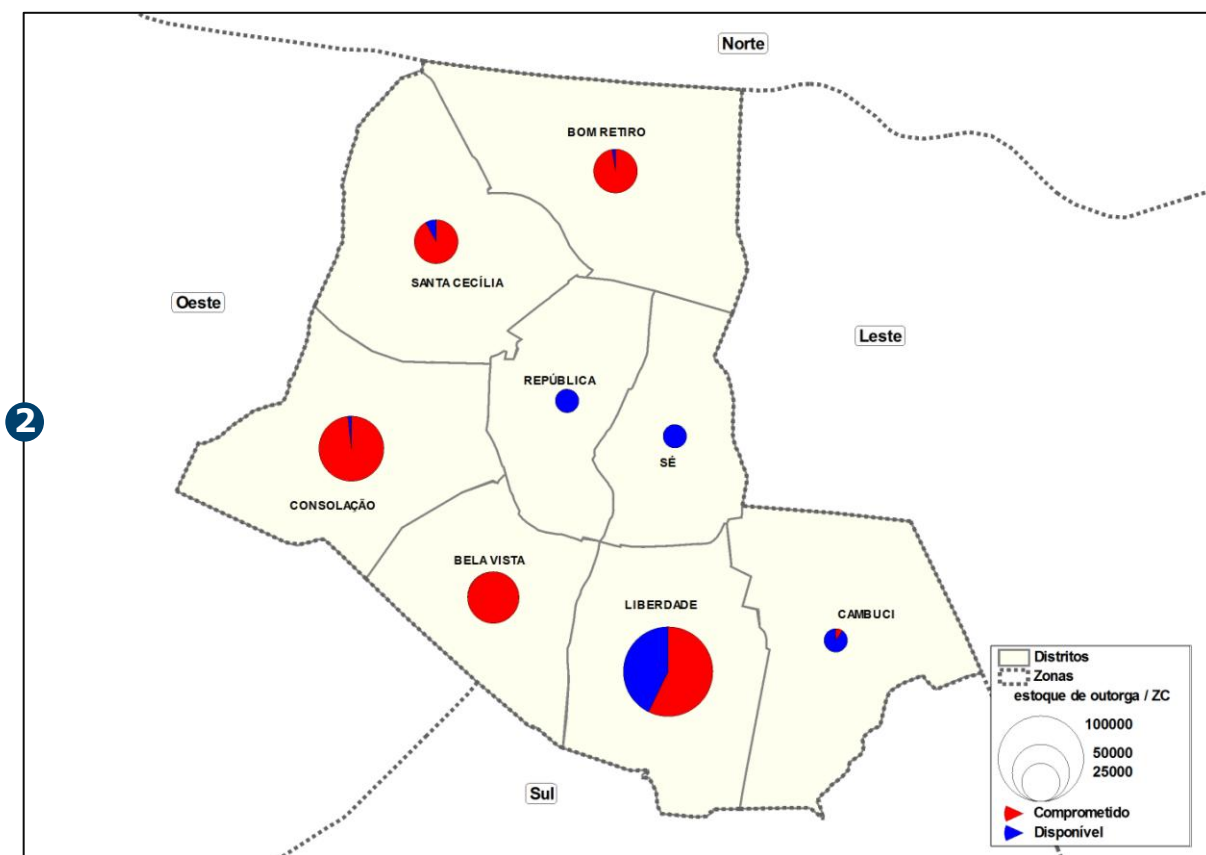 Norte
BOM RETIRO
SANTA CECÍLIA
Oeste
Leste
REPÚBLICA
2
SÉ
CONSOLAÇÃO
BELA VISTA
LIBERDADE
CAMBUCI
Sul
Distritos
Zonas
estoque de outorga / ZC
100000
50000
25000
Comprometido
Disponível